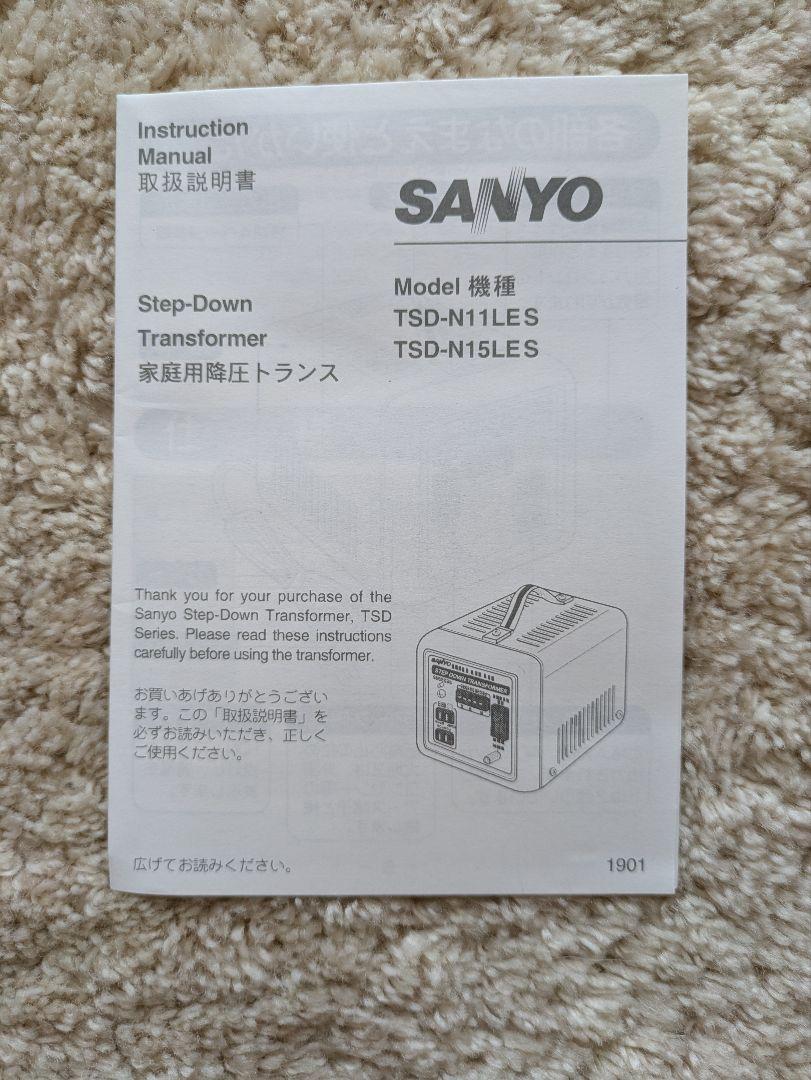 Instruction
Manual
取扱説明書
SANYO
Step-Down
Transformer
家庭用降圧トランス
Model 機種
TSD-N11LES
TSD-N15LES
Thank you for your purchase of the
Sanyo Step-Down Transformer, TSD
Series. Please read these instructions
carefully before using the transformer.
お買いあげありがとうござい
ます。この「取扱説明書」を
必ずお読みいただき、正しく
ご使用ください。
SANYO
STEP DOWN TRANSFORMER
広げてお読みください。
1901